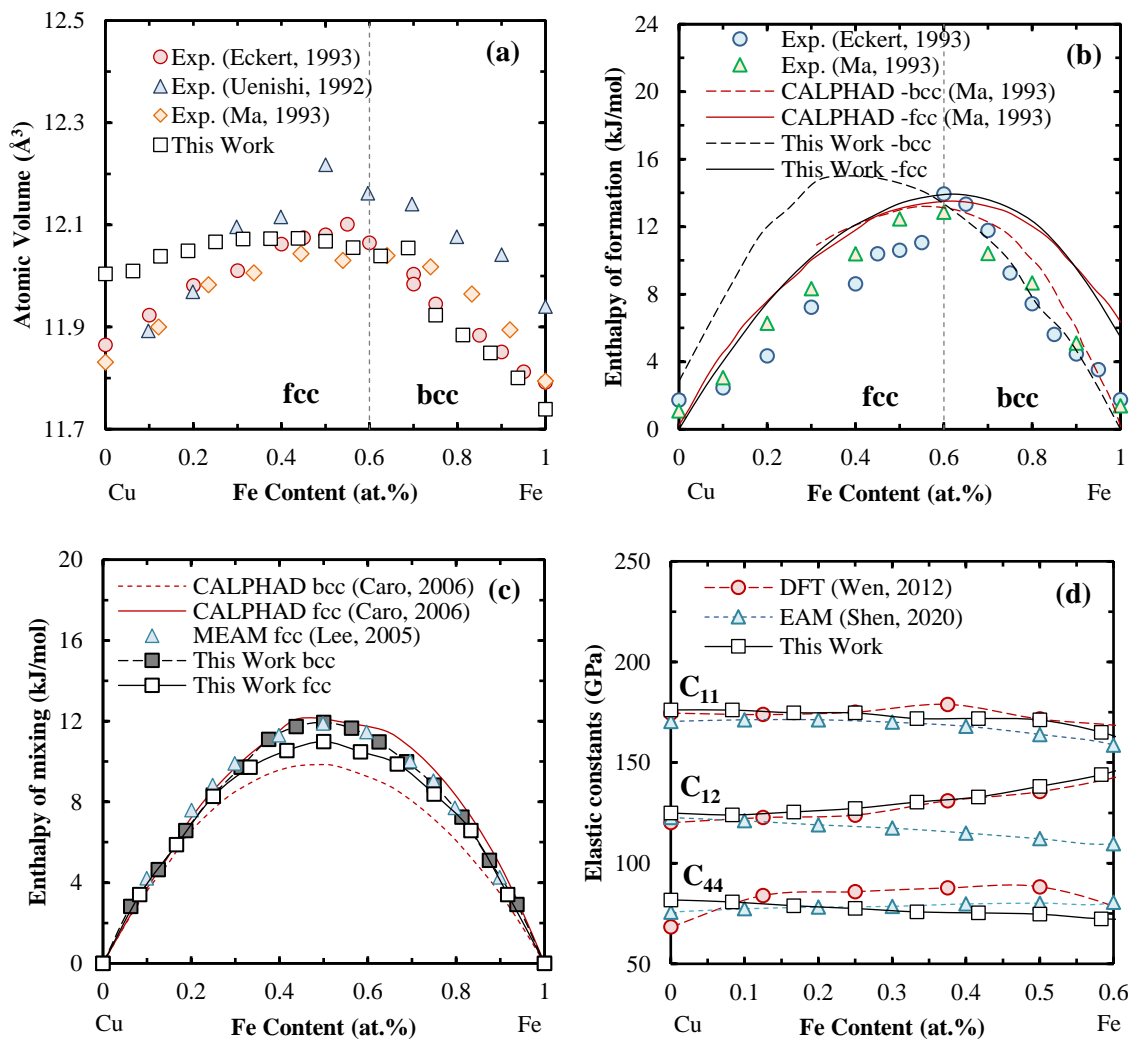 12.5
12.3
12.1
11.9
11.7
Atomic Volume (Å³)
(a)
Exp. (Eckert, 1993)
Exp. (Uenishi, 1992)
Exp. (Ma, 1993)
This Work
fcc
bcc
0
0.2
0.4
0.6
0.8
1
Cu
Fe Content (at.%)
Fe
24
20
16
12
8
4
0
Enthalpy of formation (kJ/mol)
(b)
Exp. (Eckert, 1993)
Exp. (Ma, 1993)
CALPHAD -bcc (Ma, 1993)
CALPHAD -fcc (Ma, 1993)
This Work -bcc
This Work -fcc
fcc
bcc
0
0.2
0.4
0.6
0.8
1
Cu
Fe Content (at.%)
Fe
20
16
12
8
4
0
Enthalpy of mixing (kJ/mol)
(c)
CALPHAD bcc (Caro, 2006)
CALPHAD fcc (Caro, 2006)
MEAM fcc (Lee, 2005)
This Work bcc
This Work fcc
0
0.2
0.4
0.6
0.8
1
Cu
Fe Content (at.%)
Fe
250
200
150
100
50
Elastic constants (GPa)
(d)
DFT (Wen, 2012)
EAM (Shen, 2020)
This Work
C11
C12
C44
0
0.1
0.2
0.3
0.4
0.5
0.6
Cu
Fe Content (at.%)
Fe